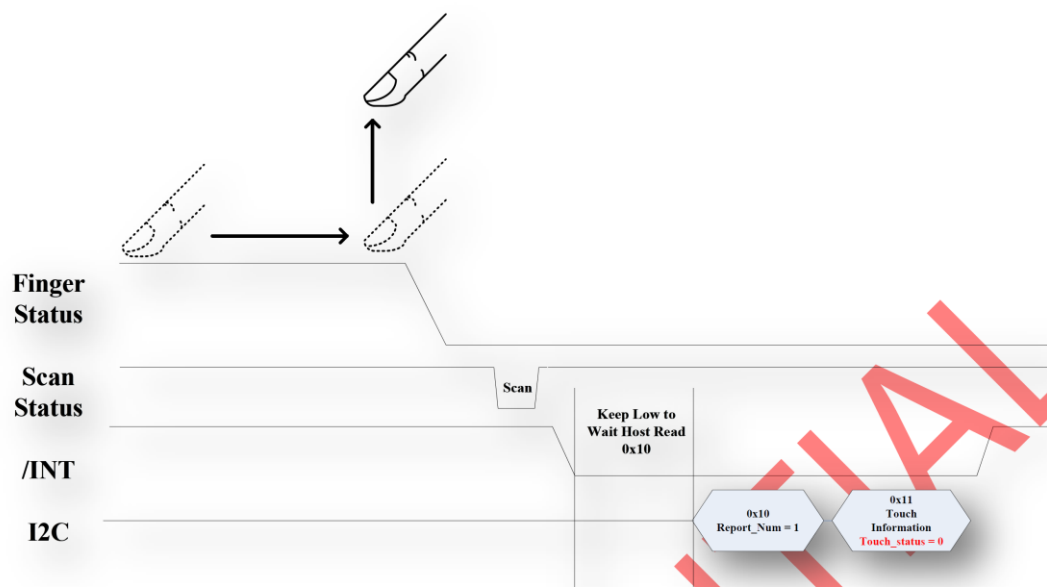 Finger
Status
Scan
Status
Scan
Keep Low to
Wait Host Read
0x10
/INT
I2C
0x10
Report_Num = 1
0x11
Touch
Information
Touch_status = 0